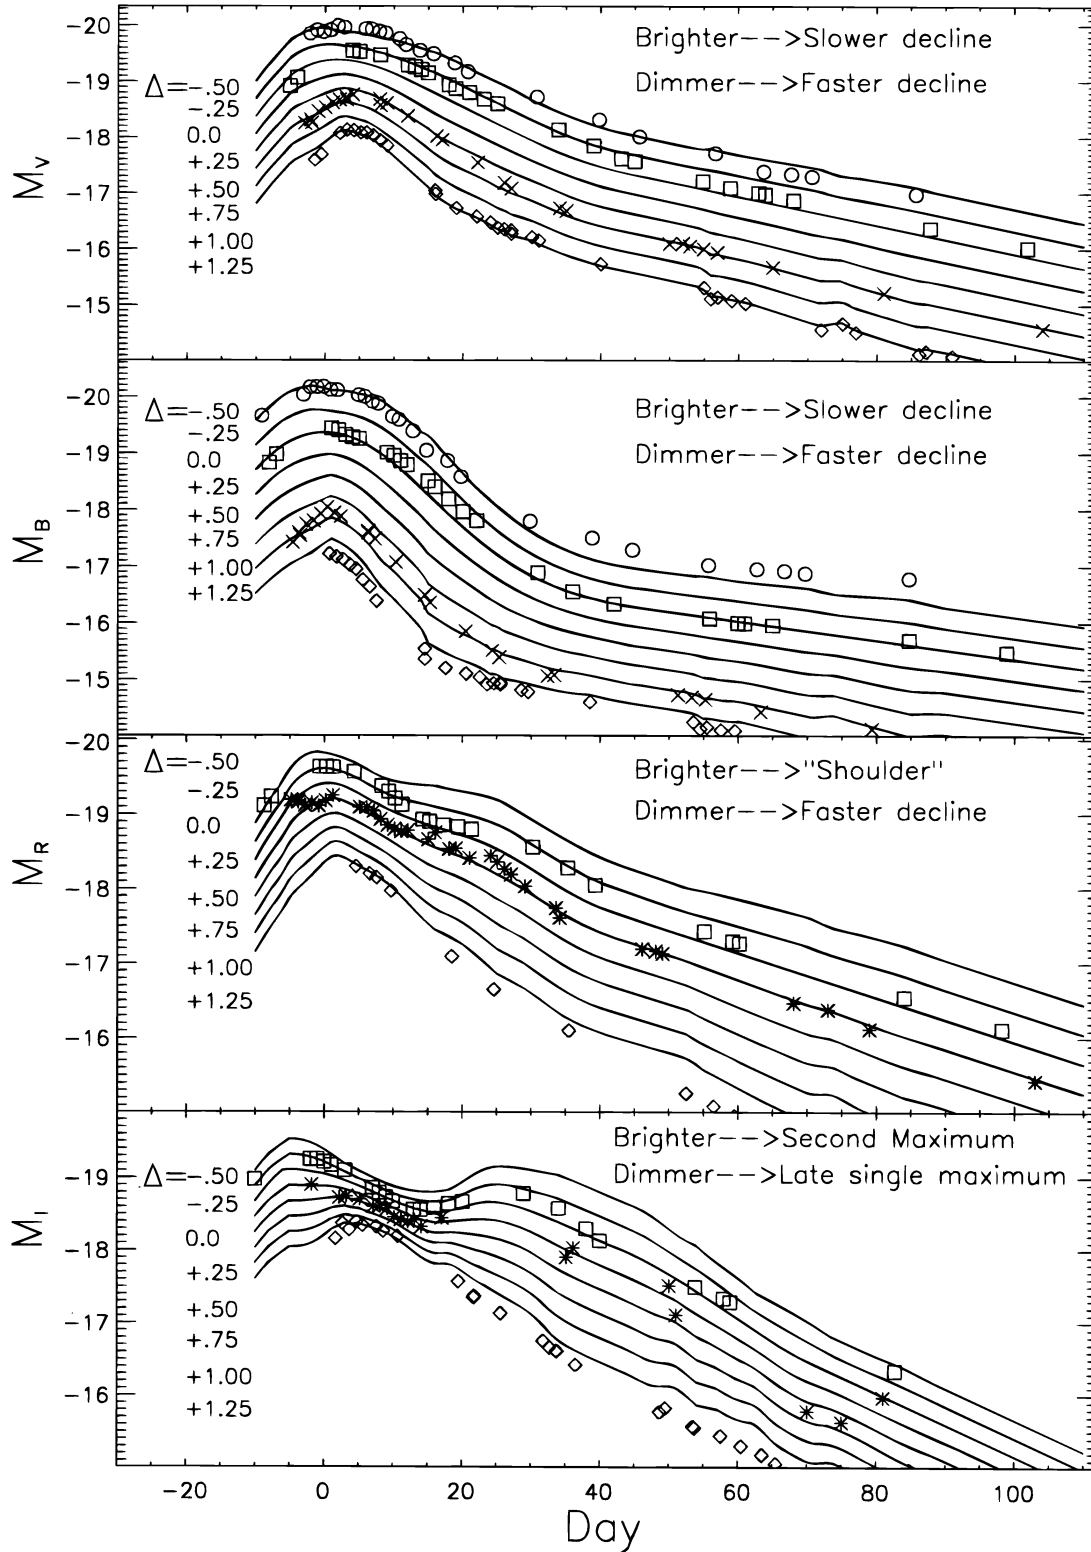 -20
-19
-18
-17
-16
-15
M_V
Δ=-.50
-.25
0.0
+.25
+.50
+.75
+1.00
+1.25
Brighter-->Slower decline
Dimmer-->Faster decline
-20
-19
-18
-17
-16
-15
M_B
Δ=-.50
-.25
0.0
+.25
+.50
+.75
+1.00
+1.25
Brighter-->Slower decline
Dimmer-->Faster decline
-20
-19
-18
-17
-16
M_R
Δ=-.50
-.25
0.0
+.25
+.50
+.75
+1.00
+1.25
Brighter-->"Shoulder"
Dimmer-->Faster decline
-19
-18
-17
-16
M_I
Δ=-.50
-.25
0.0
+.25
+.50
+.75
+1.00
+1.25
Brighter-->Second Maximum
Dimmer-->Late single maximum
-20 0 20 40 60 80 100
Day